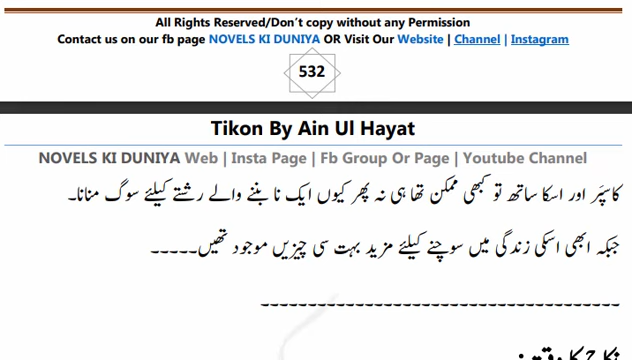 All Rights Reserved/Don't copy without any Permission
Contact us on our fb page NOVELS KI DUNIYA OR Visit Our Website | Channel | Instagram
532
Tikon By Ain Ul Hayat
NOVELS KI DUNIYA Web | Insta Page | Fb Group Or Page | Youtube Channel
کاسپَر اور اسکا ساتھ تو کبھی ممکن تھا ہی نہ پھر کیوں ایک نا بننے والے رشتے کیلئے سوگ منانا۔
جبکہ ابھی اسکی زندگی میں سوچنے کیلئے مزید بہت سی چیزیں موجود تھیں۔۔۔۔۔
-----------------------------------------